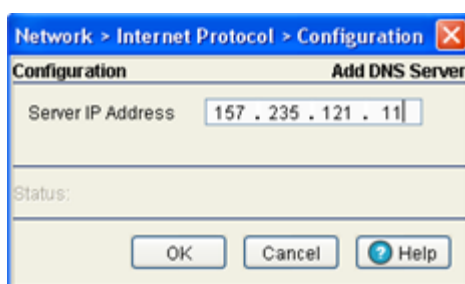 Network > Internet Protocol > Configuration
Configuration Add DNS Server
Server IP Address 157 . 235 . 121 . 11
Status:
OK Cancel ? Help